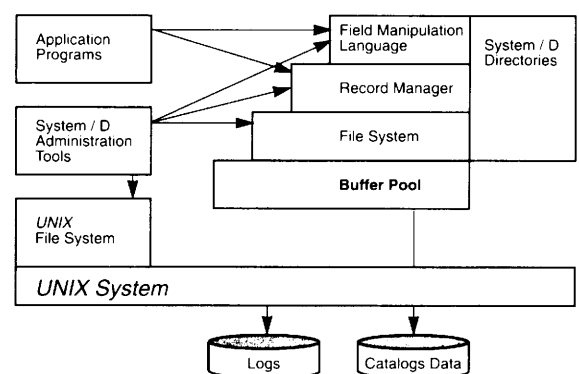 Application
Programs
Field Manipulation
Language
System / D
Directories
Record Manager
System / D
Administration
Tools
File System
Buffer Pool
UNIX
File System
UNIX System
Logs
Catalogs Data